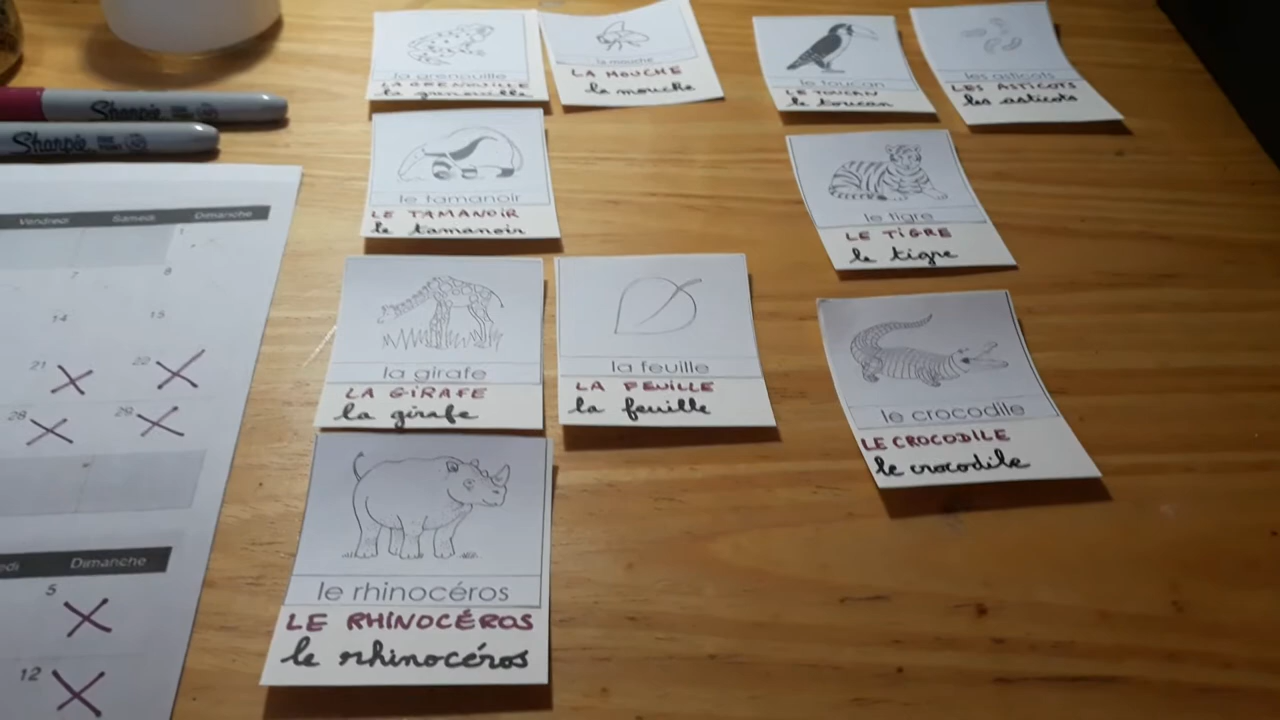 Sharpie
Sharpie
Vendredi Samedi Dimanche
1
7 8
14 15
21 22
28 29
Dimanche
5
12
la grenouille
LA GRENOUILLE
la grenouille
la mouche
LA MOUCHE
la mouche
le toucan
LE TOUCAN
le toucan
les asticots
LES ASTICOTS
les asticots
le tamanoir
LE TAMANOIR
le tamanoir
le tigre
LE TIGRE
le tigre
la girafe
LA GIRAFE
la girafe
la feuille
LA FEUILLE
la feuille
le crocodile
LE CROCODILE
le crocodile
le rhinocéros
LE RHINOCÉROS
le rhinocéros